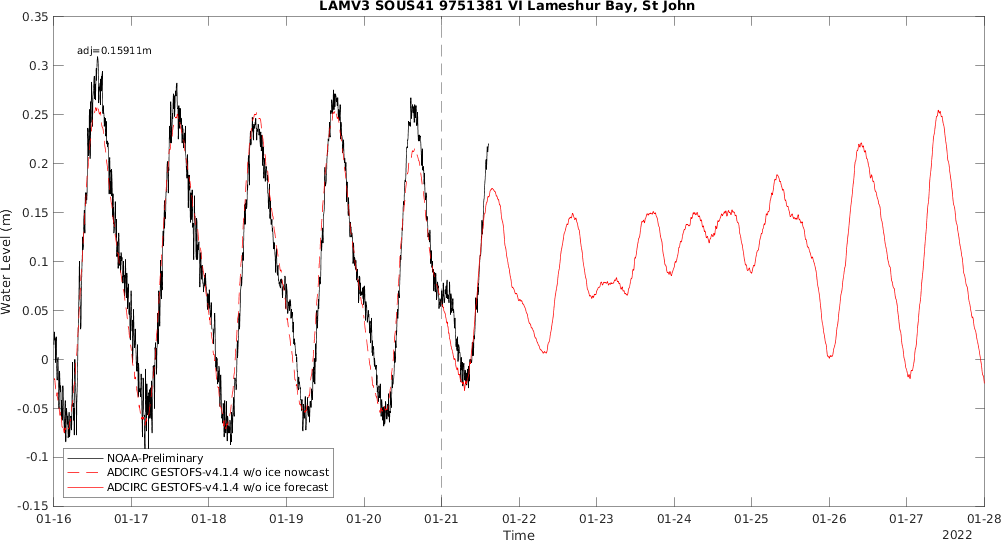 LAMV3 SOUS41 9751381 VI Lameshur Bay, St John
0.35
0.3
0.25
0.2
0.15
0.1
0.05
0
-0.05
-0.1
-0.15
Water Level (m)
adj=0.15911m
NOAA-Preliminary
ADCIRC GESTOFS-v4.1.4 w/o ice nowcast
ADCIRC GESTOFS-v4.1.4 w/o ice forecast
01-16 01-17 01-18 01-19 01-20 01-21 01-22 01-23 01-24 01-25 01-26 01-27 01-28
Time
2022